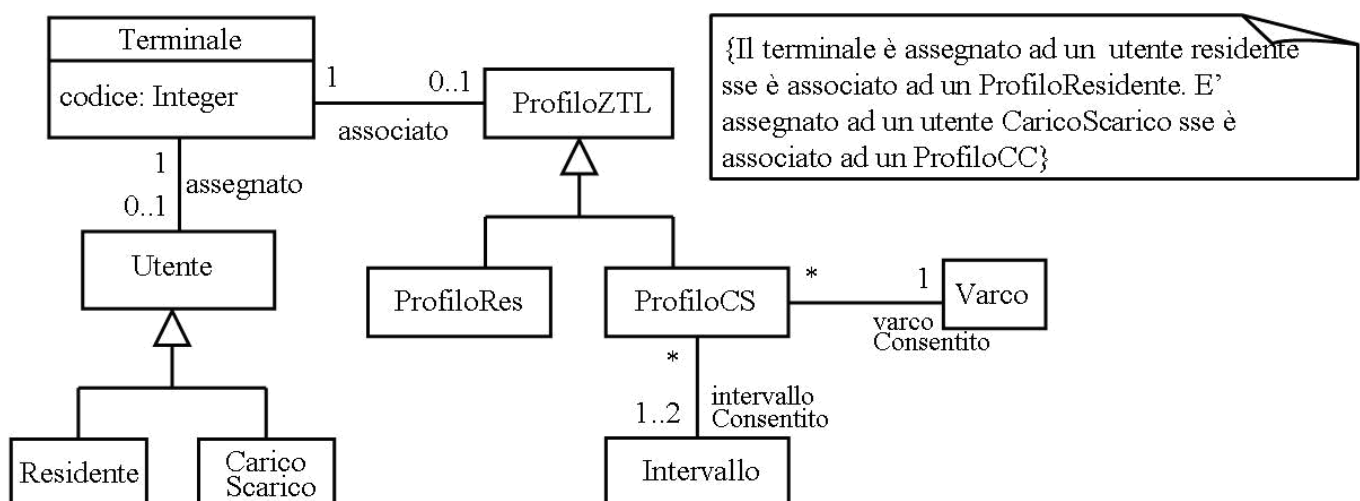 Terminale
codice: Integer
1
0..1
associato
ProfiloZTL
{Il terminale è assegnato ad un utente residente
sse è associato ad un ProfiloResidente. E'
assegnato ad un utente CaricoScarico sse è
associato ad un ProfiloCC}
1
assegnato
0..1
Utente
ProfiloRes
ProfiloCS
*
1
Varco
varco
Consentito
*
intervallo
Consentito
1..2
Residente
Carico
Scarico
Intervallo